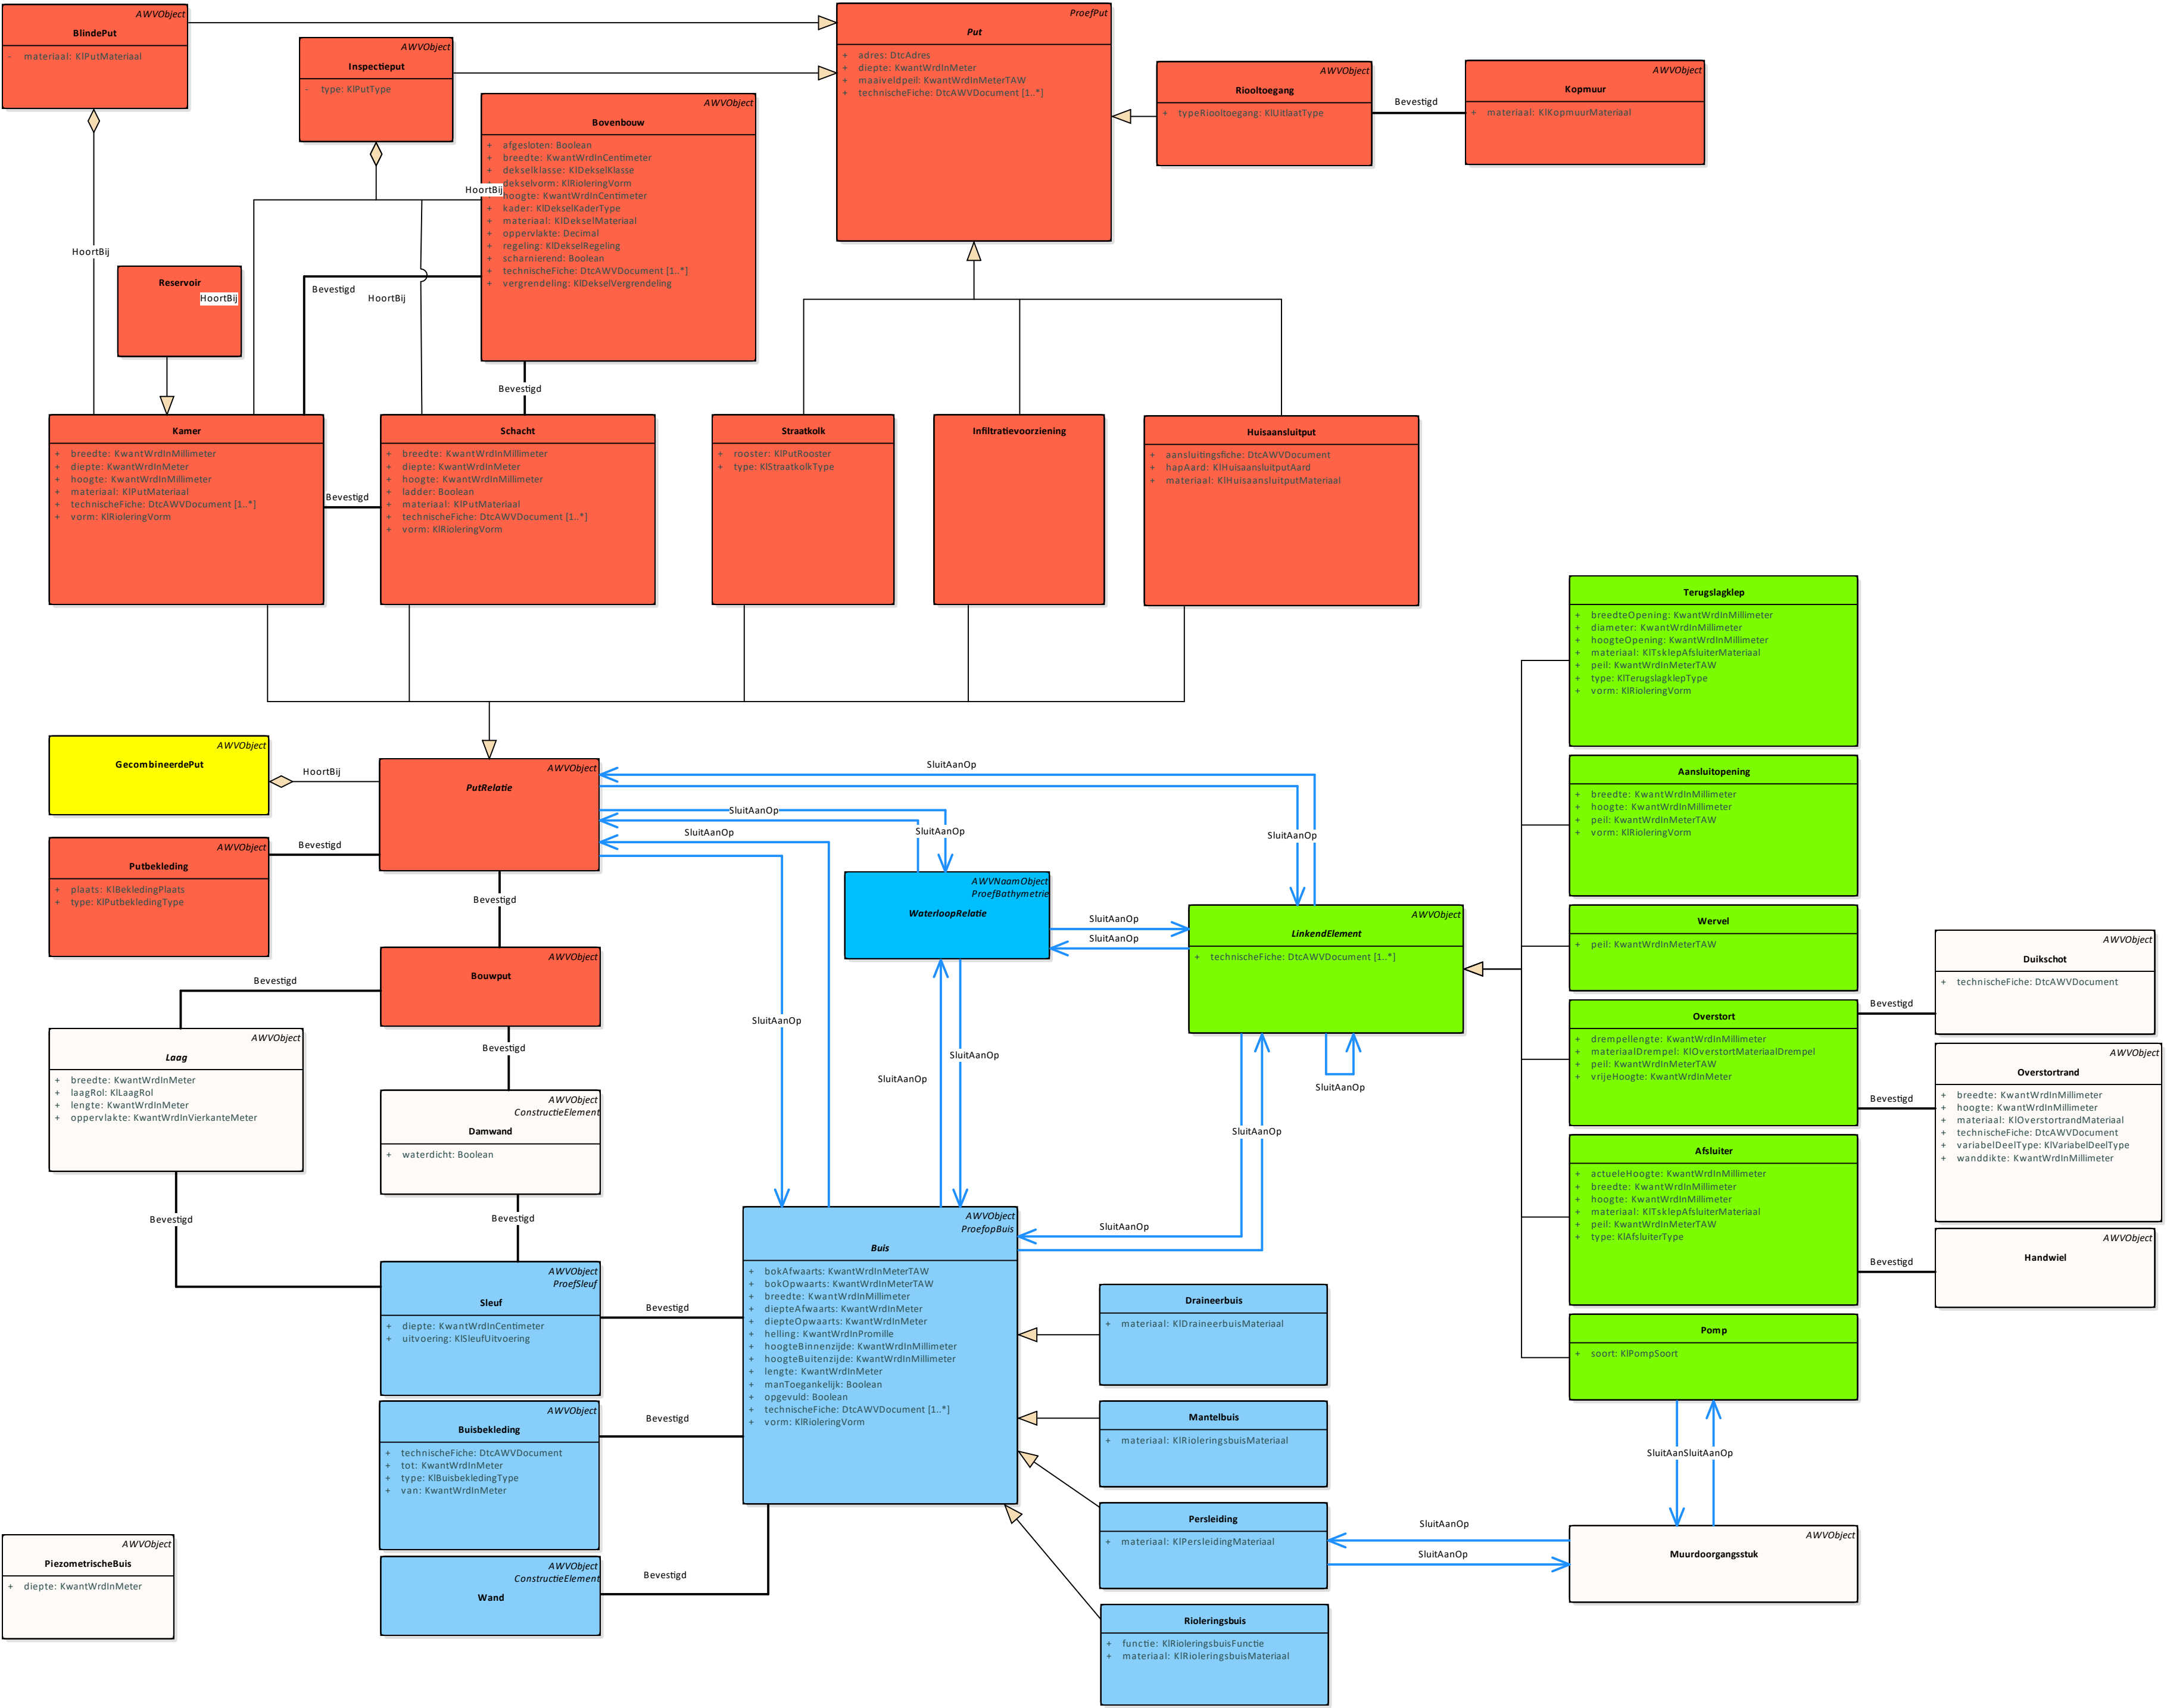 AWVObject
BlindePut
- materiaal: KlPutMateriaal
AWVObject
Inspectieput
- type: KlPutType
AWVObject
Bovenbouw
+ afgesloten: Boolean
+ breedte: KwantWrdInCentimeter
+ dekselklasse: KlDekselKlasse
dekselvorm: KlRioleringVorm
hoogte: KwantWrdInCentimeter
+ kader: KlDekselKaderType
+ materiaal: KlDekselMateriaal
+ oppervlakte: Decimal
+ regeling: KlDekselRegeling
+ scharnierend: Boolean
+ technischeFiche: DtcAWVDocument [1..*]
+ vergrendeling: KlDekselVergrendeling
ProefPut
Put
+ adres: DtcAdres
+ diepte: KwantWrdInMeter
+ maaiveldpeil: KwantWrdInMeterTAW
+ technischeFiche: DtcAWVDocument [1..*]
AWVObject
Riooltoegang
+ typeRiooltoegang: KlUitlaatType
Bevestigd
AWVObject
Kopmuur
+ materiaal: KlKopmuurMateriaal
HoortBij
HoortBij
Reservoir
HoortBij
Bevestigd
HoortBij
Bevestigd
Kamer
+ breedte: KwantWrdInMillimeter
+ diepte: KwantWrdInMeter
+ hoogte: KwantWrdInMillimeter
+ materiaal: KlPutMateriaal
+ technischeFiche: DtcAWVDocument [1..*]
+ vorm: KlRioleringVorm
Bevestigd
Schacht
+ breedte: KwantWrdInMillimeter
+ diepte: KwantWrdInMeter
+ hoogte: KwantWrdInMillimeter
+ ladder: Boolean
+ materiaal: KlPutMateriaal
+ technischeFiche: DtcAWVDocument [1..*]
+ vorm: KlRioleringVorm
Straatkolk
+ rooster: KlPutRooster
+ type: KlStraatkolkType
Infiltratievoorziening
Huisaansluitput
+ aansluitingsfiche: DtcAWVDocument
+ hapAard: KlHuisaansluitputAard
+ materiaal: KlHuisaansluitputMateriaal
Terugslagklep
+ breedteOpening: KwantWrdInMillimeter
+ diameter: KwantWrdInMillimeter
+ hoogteOpening: KwantWrdInMillimeter
+ materiaal: KlTsklepAfsluiterMateriaal
+ peil: KwantWrdInMeterTAW
+ type: KlTerugslagklepType
+ vorm: KlRioleringVorm
AWVObject
GecombineerdePut
HoortBij
AWVObject
PutRelatie
SluitAanOp
SluitAanOp
SluitAanOp
SluitAanOp
SluitAanOp
Aansluitopening
+ breedte: KwantWrdInMillimeter
+ hoogte: KwantWrdInMillimeter
+ peil: KwantWrdInMeterTAW
+ vorm: KlRioleringVorm
AWVObject
Putbekleding
+ plaats: KlBekledingPlaats
+ type: KlPutbekledingType
Bevestigd
Bevestigd
AWVNaamObject
ProefBathymetrie
WaterloopRelatie
SluitAanOp
SluitAanOp
AWVObject
LinkendElement
+ technischeFiche: DtcAWVDocument [1..*]
Wervel
+ peil: KwantWrdInMeterTAW
AWVObject
Duikschot
+ technischeFiche: DtcAWVDocument
AWVObject
Bouwput
Bevestigd
Bevestigd
SluitAanOp
SluitAanOp
SluitAanOp
SluitAanOp
SluitAanOp
Overstort
+ drempellengte: KwantWrdInMillimeter
+ materiaalDrempel: KlOverstortMateriaalDrempel
+ peil: KwantWrdInMeterTAW
+ vrijeHoogte: KwantWrdInMeter
Bevestigd
Bevestigd
AWVObject
Overstortrand
+ breedte: KwantWrdInMillimeter
+ hoogte: KwantWrdInMillimeter
+ materiaal: KlOverstortrandMateriaal
+ technischeFiche: DtcAWVDocument
+ variabelDeelType: KlVariabelDeelType
+ wanddikte: KwantWrdInMillimeter
AWVObject
Laag
+ breedte: KwantWrdInMeter
+ laagRol: KlLaagRol
+ lengte: KwantWrdInMeter
+ oppervlakte: KwantWrdInVierkanteMeter
AWVObject
ConstructieElement
Damwand
+ waterdicht: Boolean
Bevestigd
Bevestigd
Afsluiter
+ actueleHoogte: KwantWrdInMillimeter
+ breedte: KwantWrdInMillimeter
+ hoogte: KwantWrdInMillimeter
+ materiaal: KlTsklepAfsluiterMateriaal
+ peil: KwantWrdInMeterTAW
+ type: KlAfsluiterType
Bevestigd
AWVObject
Handwiel
AWVObject
ProefSleuf
Sleuf
+ diepte: KwantWrdInCentimeter
+ uitvoering: KlSleufUitvoering
Bevestigd
AWVObject
ProefopBuis
Buis
+ bokAfwaarts: KwantWrdInMeterTAW
+ bokOpwaarts: KwantWrdInMeterTAW
+ breedte: KwantWrdInMillimeter
+ diepteAfwaarts: KwantWrdInMeter
+ diepteOpwaarts: KwantWrdInMeter
+ helling: KwantWrdInPromille
+ hoogteBinnenzijde: KwantWrdInMillimeter
+ hoogteBuitenzijde: KwantWrdInMillimeter
+ lengte: KwantWrdInMeter
+ manToegankelijk: Boolean
+ opgevuld: Boolean
+ technischeFiche: DtcAWVDocument [1..*]
+ vorm: KlRioleringVorm
SluitAanOp
Draineerbuis
+ materiaal: KlDraineerbuisMateriaal
Pomp
+ soort: KlPompSoort
AWVObject
Buisbekleding
+ technischeFiche: DtcAWVDocument
+ tot: KwantWrdInMeter
+ type: KlBuisbekledingType
+ van: KwantWrdInMeter
Bevestigd
Mantelbuis
+ materiaal: KlRioleringsbuisMateriaal
SluitAanSluitAanOp
Persleiding
+ materiaal: KlPersleidingMateriaal
SluitAanOp
SluitAanOp
AWVObject
Muurdoorgangsstuk
AWVObject
PiezometrischeBuis
+ diepte: KwantWrdInMeter
AWVObject
ConstructieElement
Wand
Bevestigd
Rioleringsbuis
+ functie: KlRioleringsbuisFunctie
+ materiaal: KlRioleringsbuisMateriaal